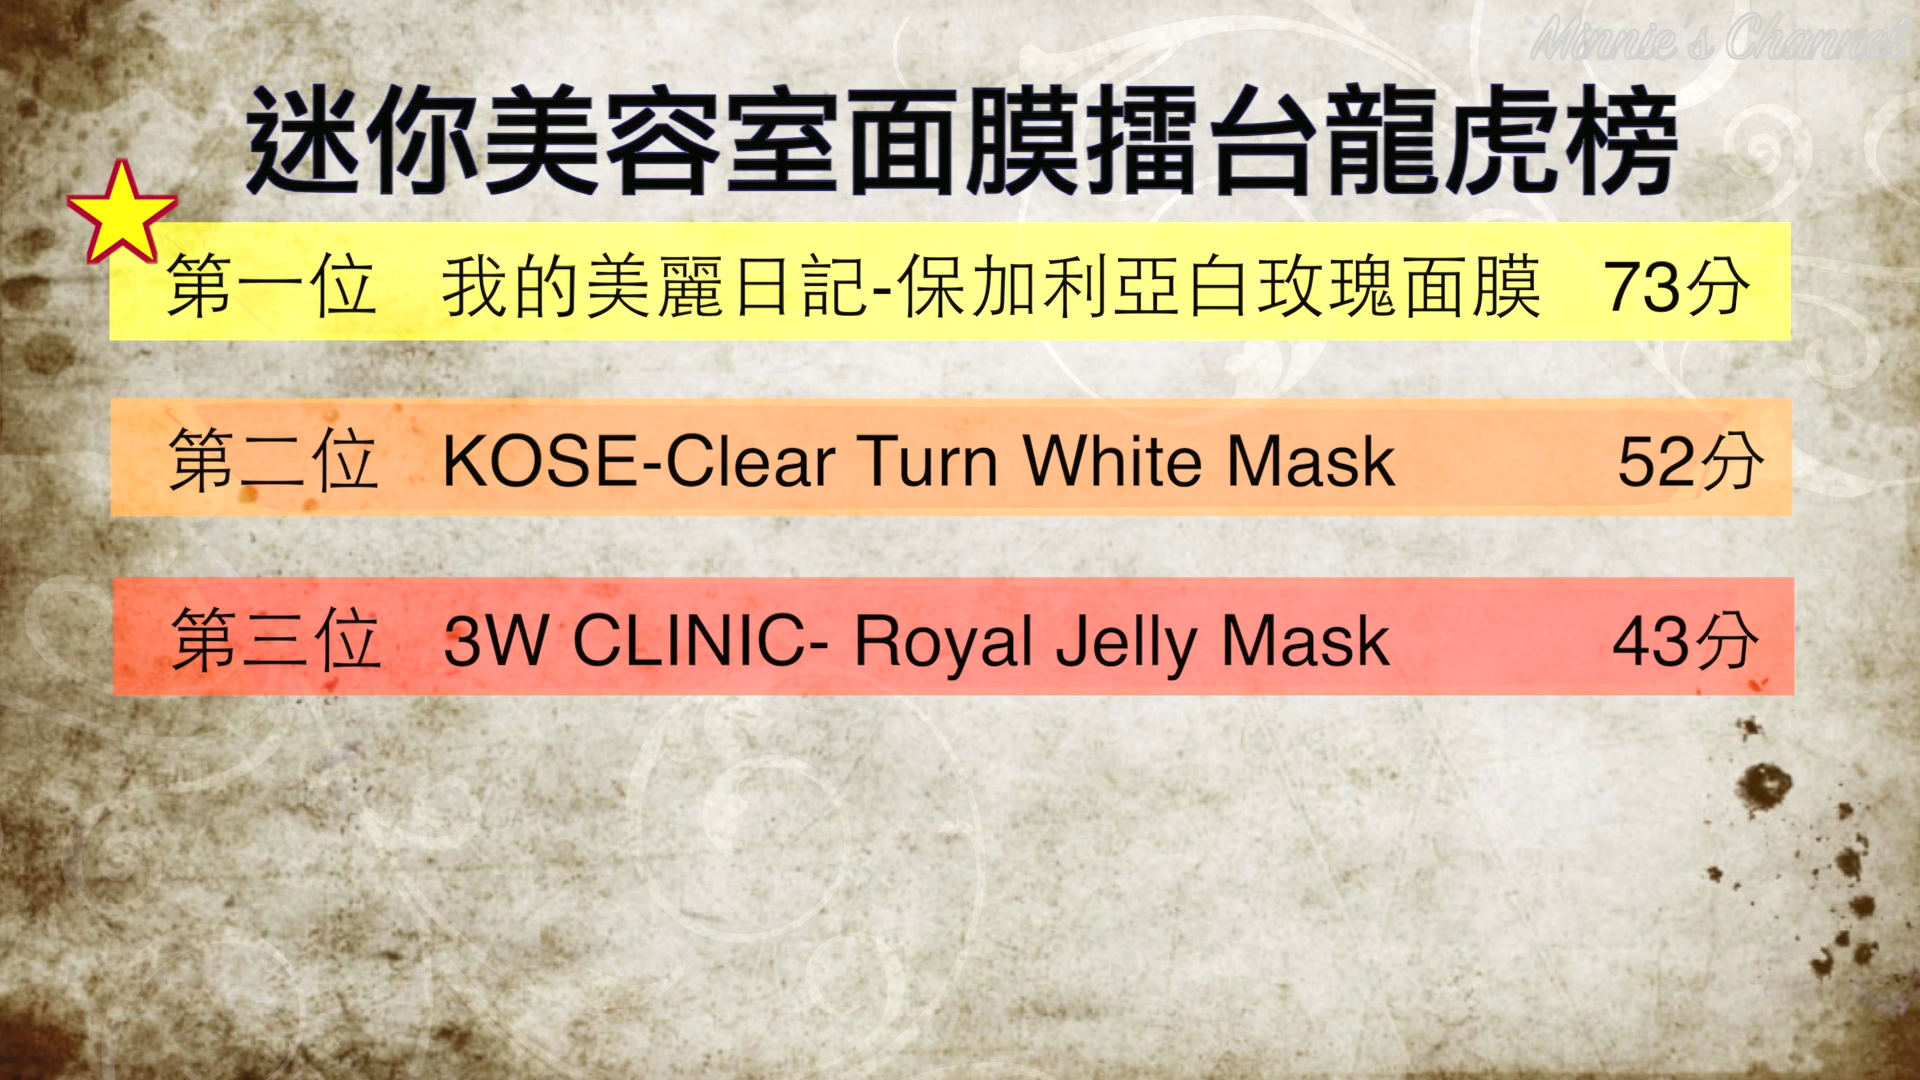 Minnie's Channel
迷你美容室面膜擂台龍虎榜
第一位 我的美麗日記-保加利亞白玫瑰面膜 73分
第二位 KOSE-Clear Turn White Mask 52分
第三位 3W CLINIC- Royal Jelly Mask 43分